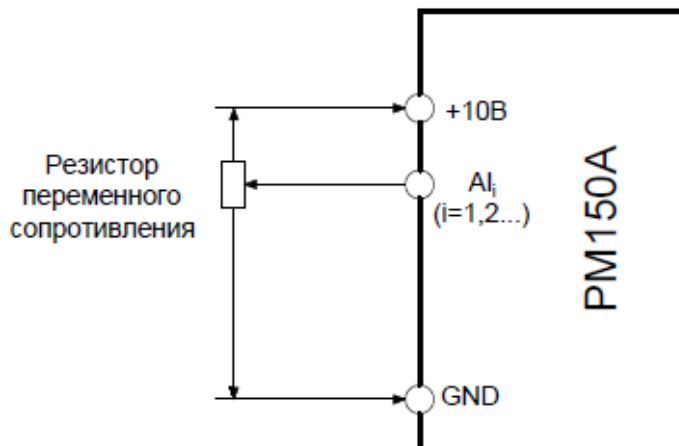 +10В
Резистор
переменного
сопротивления
AIi
(i=1,2...)
PM150A
GND